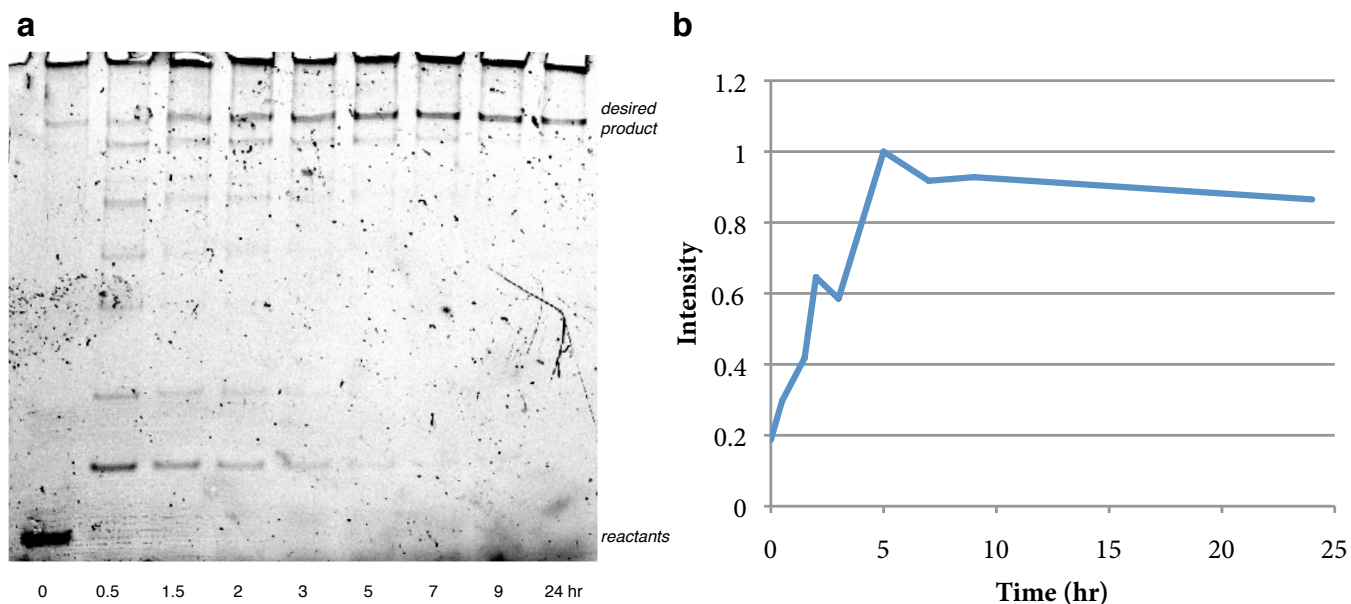 a
desired
product
reactants
0 0.5 1.5 2 3 5 7 9 24 hr
b
1.2
1
0.8
0.6
0.4
0.2
0
Intensity
0 5 10 15 20 25
Time (hr)